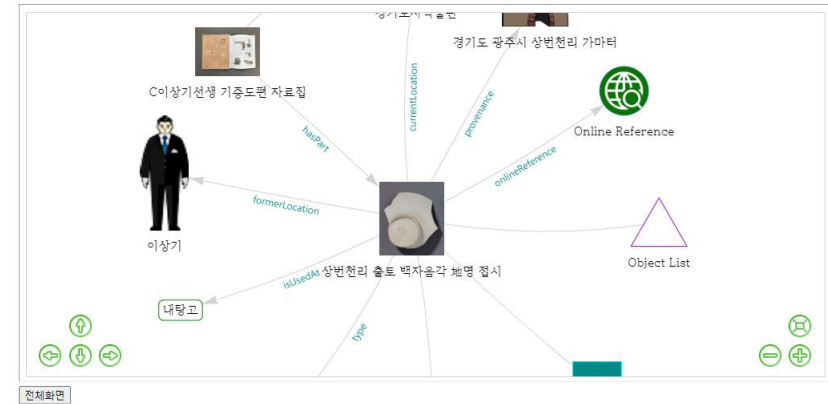 경기도 광주시 상번천리 가마터
C이상기선생 기증도편 자료집
currentLocation
provenance
Online Reference
hasPart
onlineReference
formerLocation
이상기
isUsedAt
상번천리 출토 백자음각 地명 접시
Object List
내탕고
type
전체화면